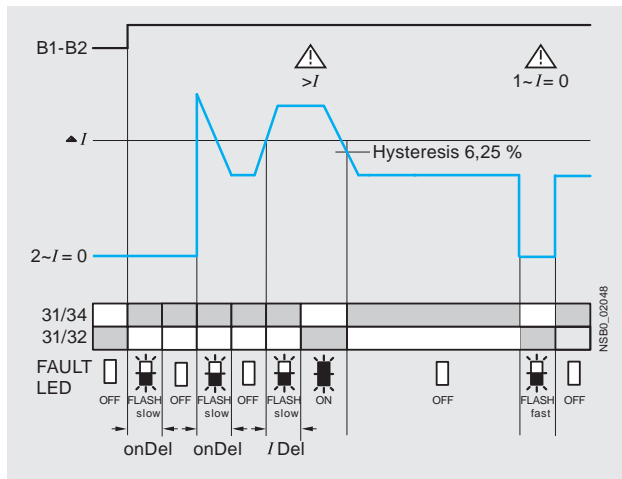 B1-B2
>I
1~I= 0
▲ I
Hysteresis 6,25 %
2~I = 0
31/34
31/32
NSB0_02048
FAULT
LED
OFF FLASH OFF FLASH OFF FLASH ON OFF FLASH OFF
slow slow slow fast
onDel onDel I Del